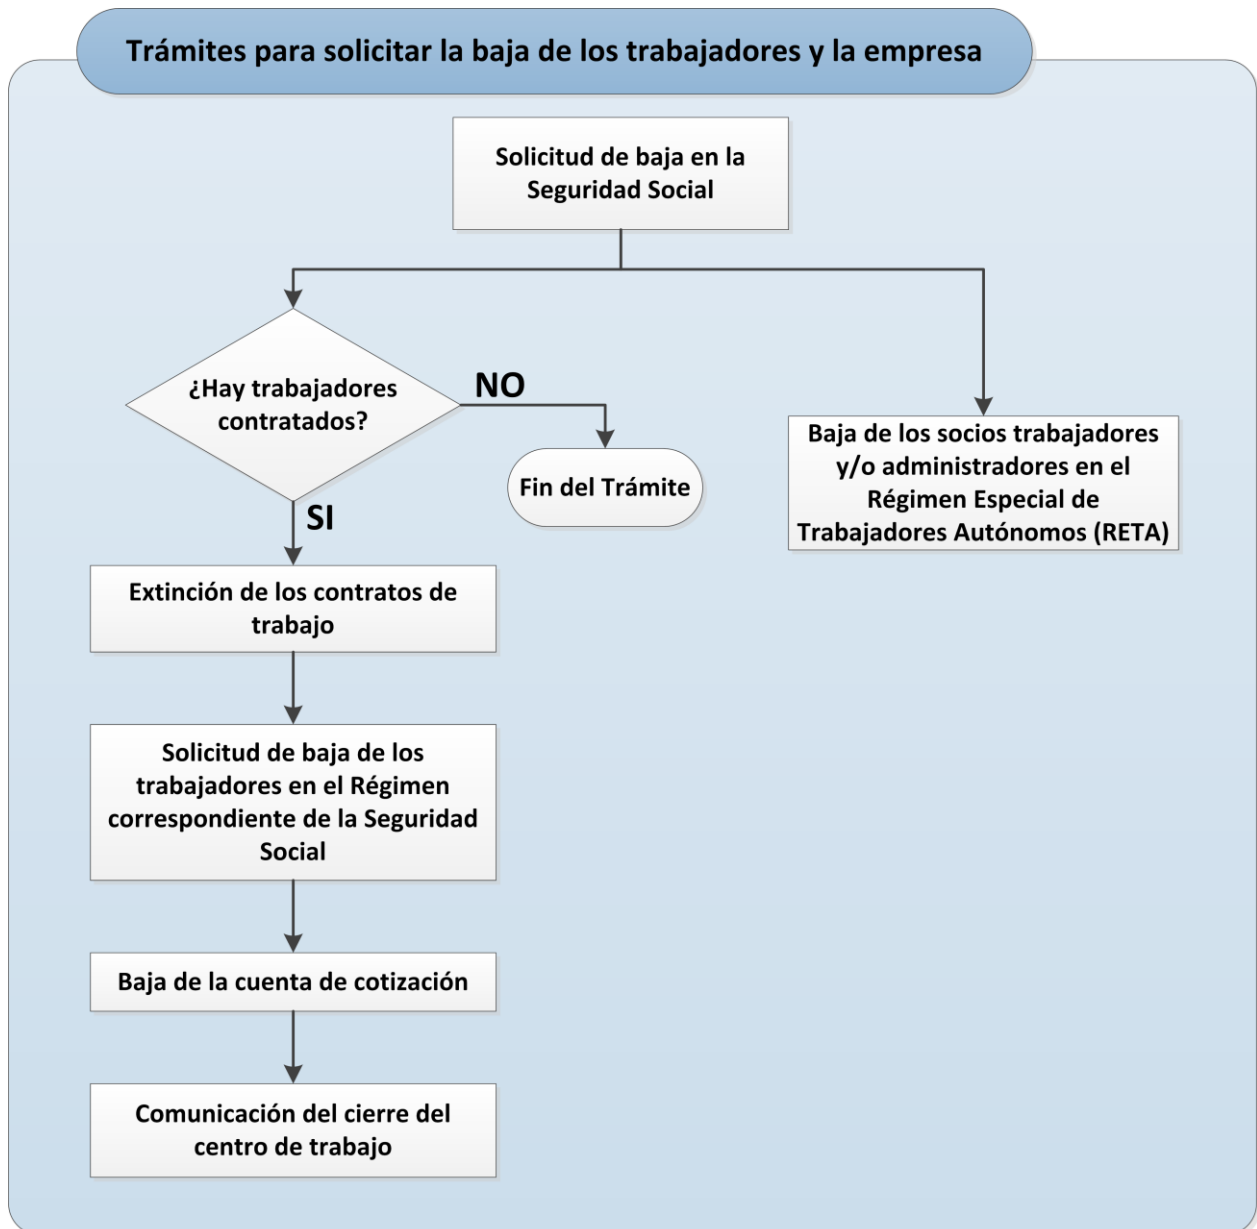 Trámites para solicitar la baja de los trabajadores y la empresa
Solicitud de baja en la
Seguridad Social
¿Hay trabajadores
contratados?
NO
SI
Fin del Trámite
Baja de los socios trabajadores
y/o administradores en el
Régimen Especial de
Trabajadores Autónomos (RETA)
Extinción de los contratos de
trabajo
Solicitud de baja de los
trabajadores en el Régimen
correspondiente de la Seguridad
Social
Baja de la cuenta de cotización
Comunicación del cierre del
centro de trabajo